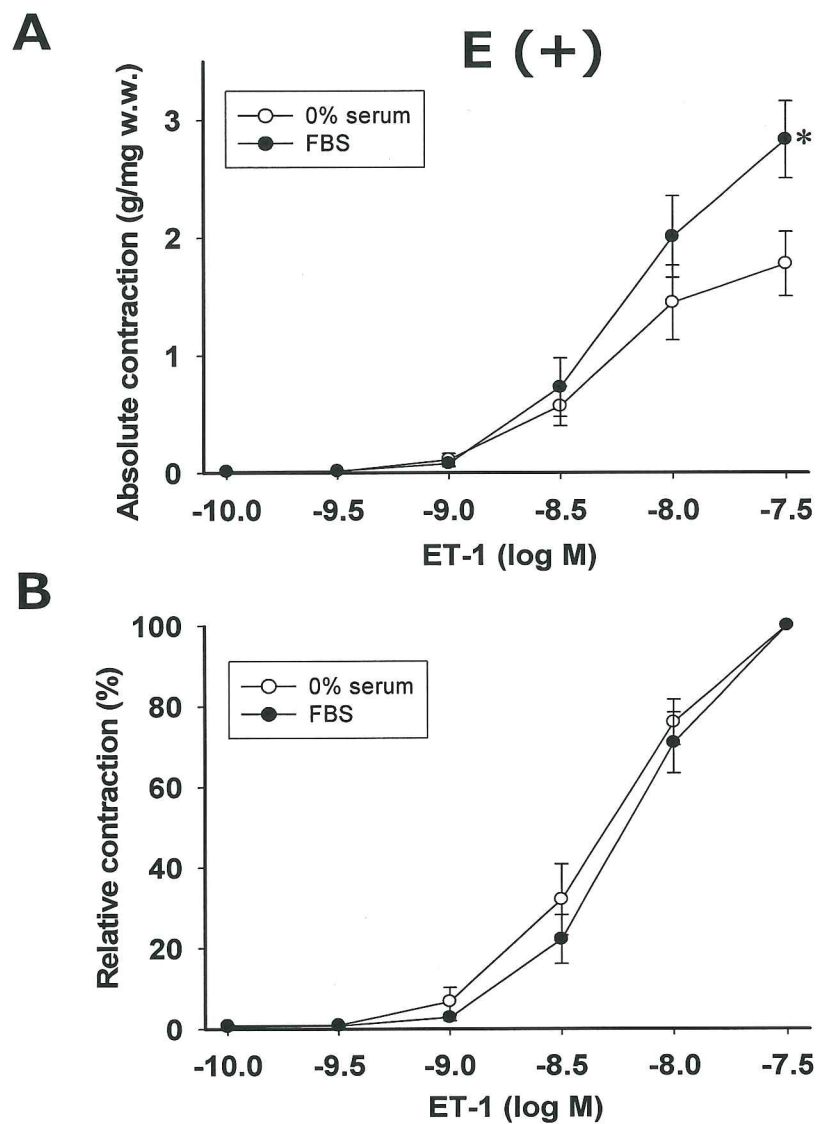 A
E (+)
Absolute contraction (g/mg w.w.)
3
2
1
0
0% serum
FBS
*
-10.0 -9.5 -9.0 -8.5 -8.0 -7.5
ET-1 (log M)
B
Relative contraction (%)
100
80
60
40
20
0
0% serum
FBS
-10.0 -9.5 -9.0 -8.5 -8.0 -7.5
ET-1 (log M)